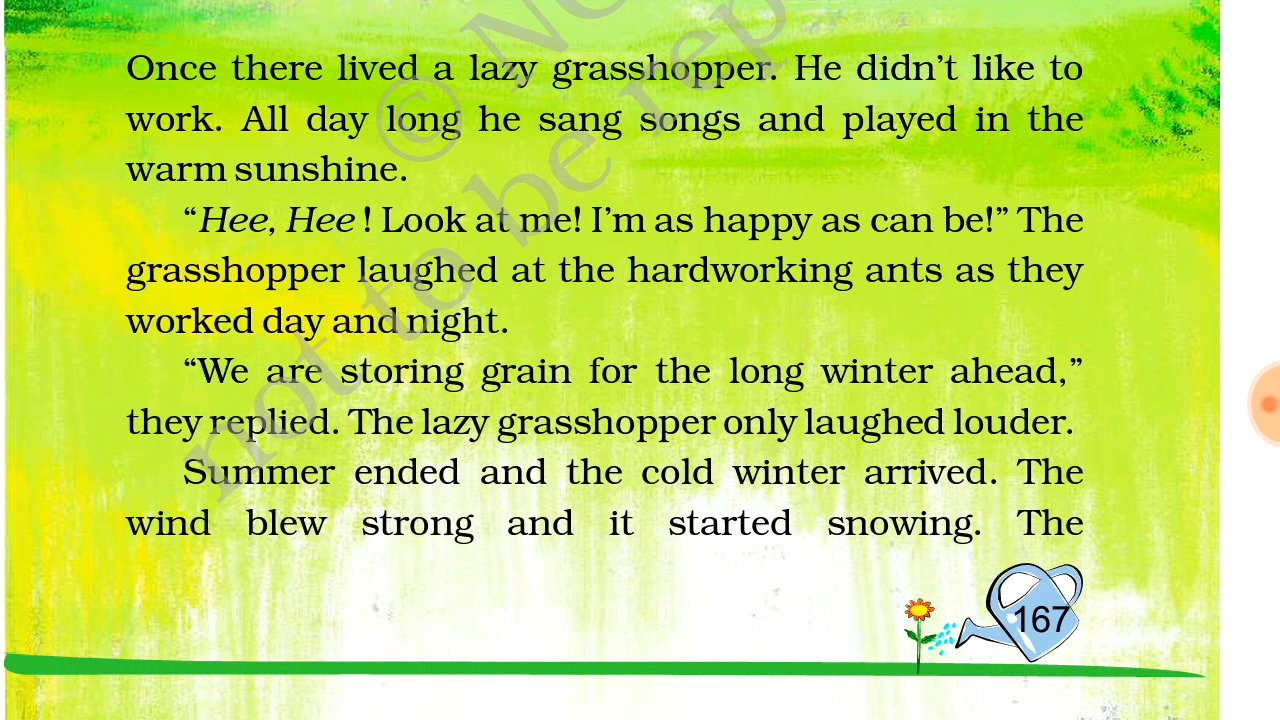 Once there lived a lazy grasshopper. He didn’t like to
work. All day long he sang songs and played in the
warm sunshine.
“Hee, Hee ! Look at me! I’m as happy as can be!” The
grasshopper laughed at the hardworking ants as they
worked day and night.
“We are storing grain for the long winter ahead,”
they replied. The lazy grasshopper only laughed louder.
Summer ended and the cold winter arrived. The
wind blew strong and it started snowing. The
167
©
not to be